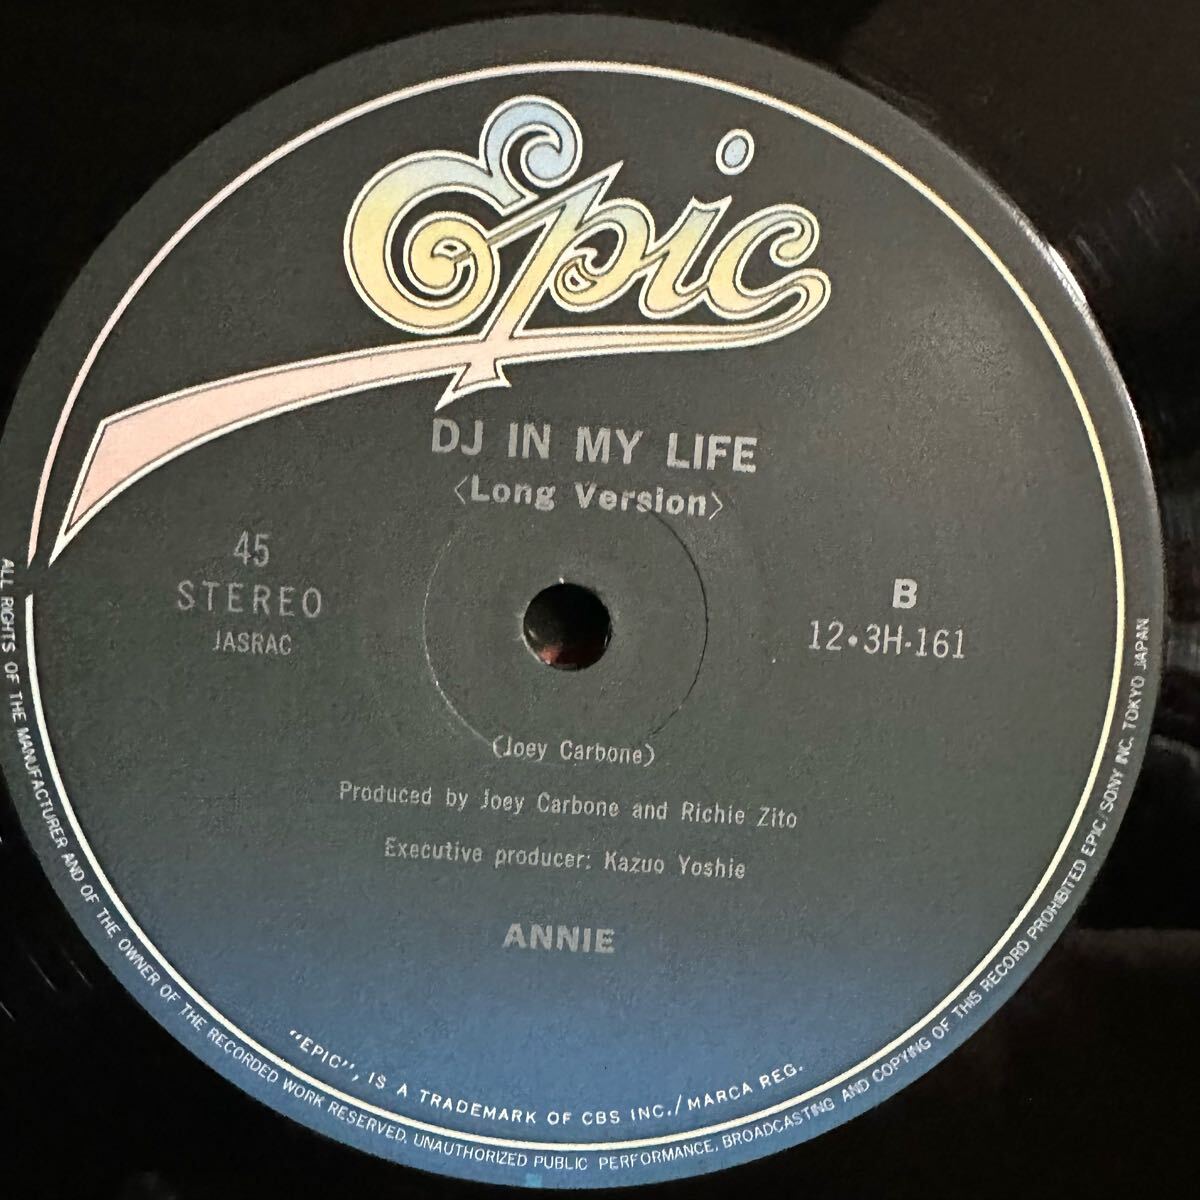 Epic
DJ IN MY LIFE
<Long Version>
45
STEREO
JASRAC
B
12•3H-161
(Joey Carbone)
Produced by Joey Carbone and Richie Zito
Executive producer: Kazuo Yoshie
ANNIE
"EPIC", IS A TRADEMARK OF CBS INC./MARCA REG.
ALL RIGHTS OF THE MANUFACTURER AND OF THE OWNER OF THE RECORDED WORK RESERVED. UNAUTHORIZED PUBLIC PERFORMANCE, BROADCASTING AND COPYING OF THIS RECORD PROHIBITED EPIC/SONY INC. TOKYO JAPAN